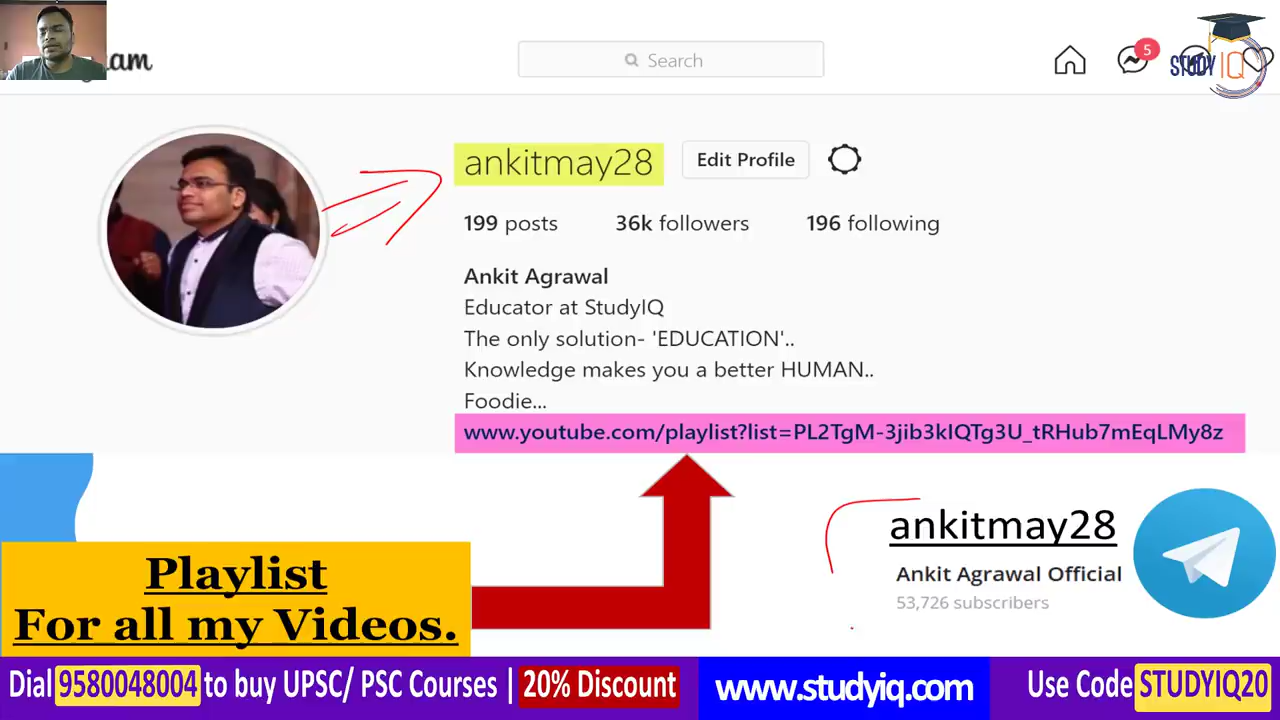 am
Search
5
STUDY IQ
ankitmay28
Edit Profile
199 posts 36k followers 196 following
Ankit Agrawal
Educator at StudyIQ
The only solution- 'EDUCATION'..
Knowledge makes you a better HUMAN..
Foodie...
www.youtube.com/playlist?list=PL2TgM-3jib3kIQTg3U_tRHub7mEqLMy8z
ankitmay28
Ankit Agrawal Official
53,726 subscribers
Playlist
For all my Videos.
Dial 9580048004 to buy UPSC/ PSC Courses | 20% Discount www.studyiq.com Use Code STUDYIQ20